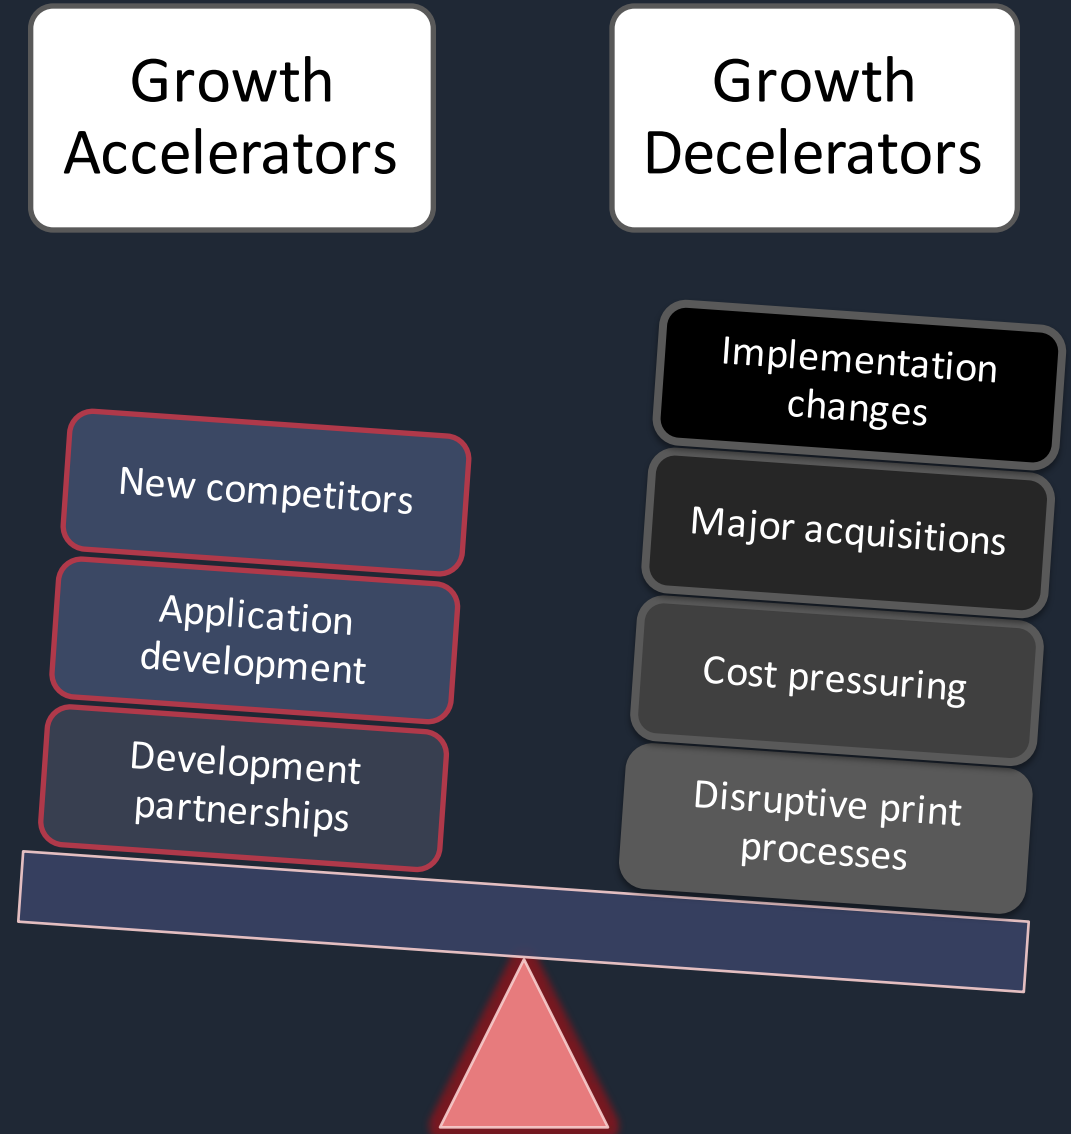 Growth
Accelerators
Growth
Decelerators
New competitors
Application
development
Development
partnerships
Implementation
changes
Major acquisitions
Cost pressuring
Disruptive print
processes